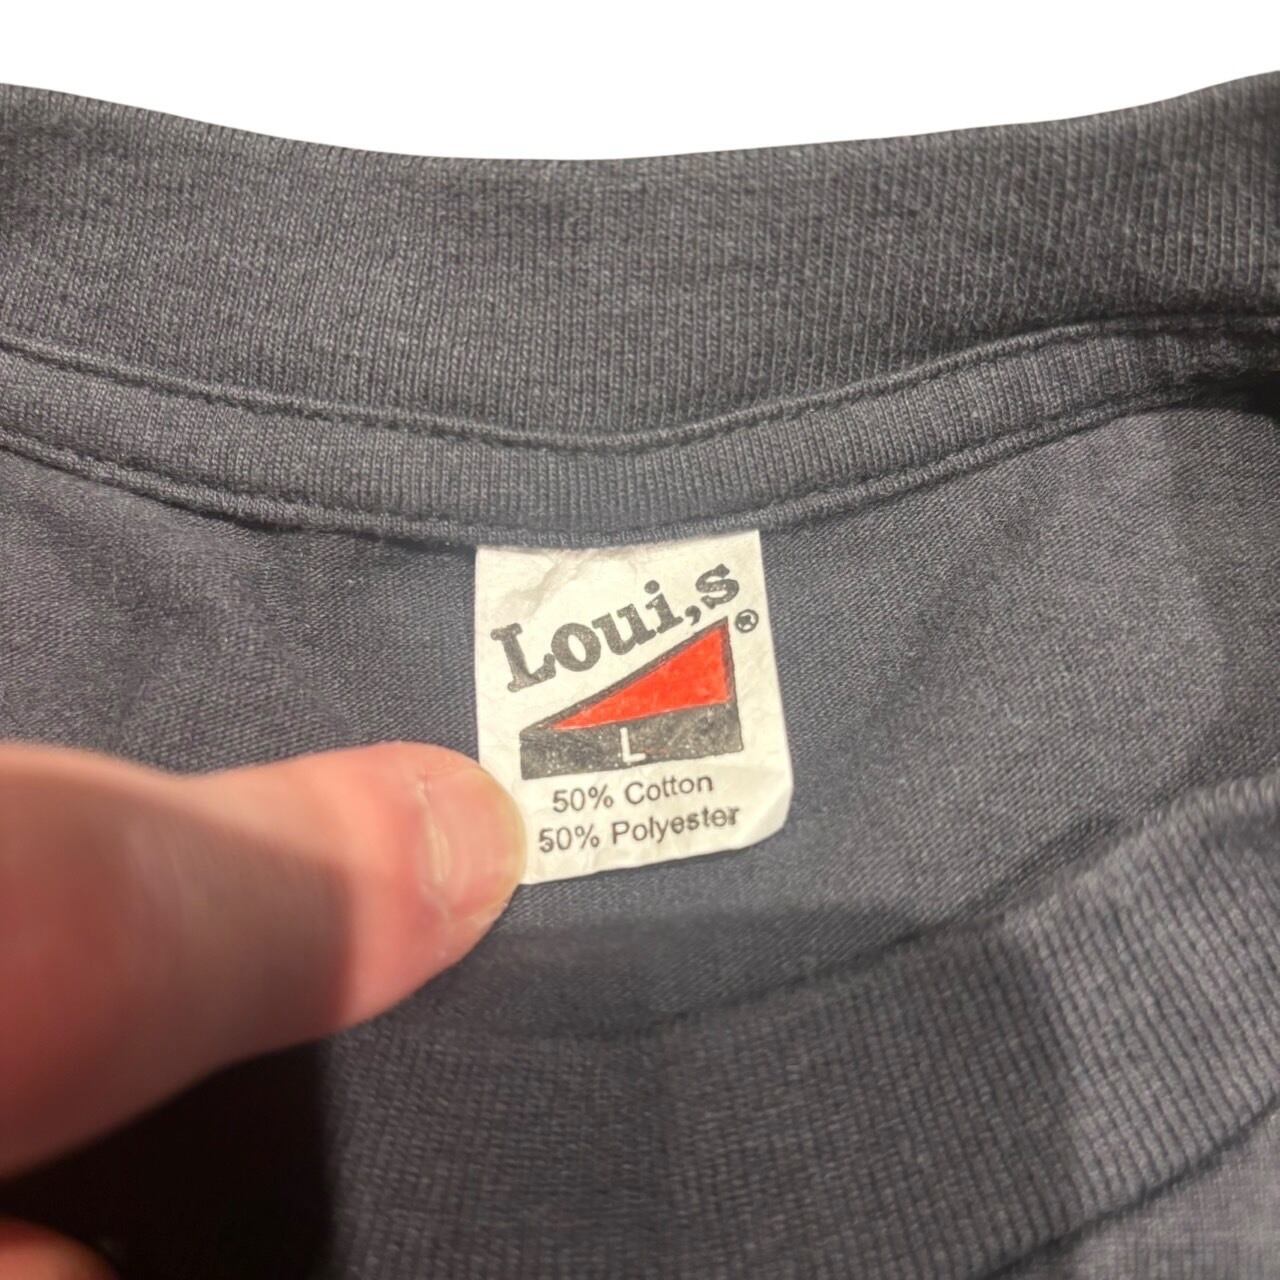 Loui,s
®
L
50% Cotton
50% Polyester